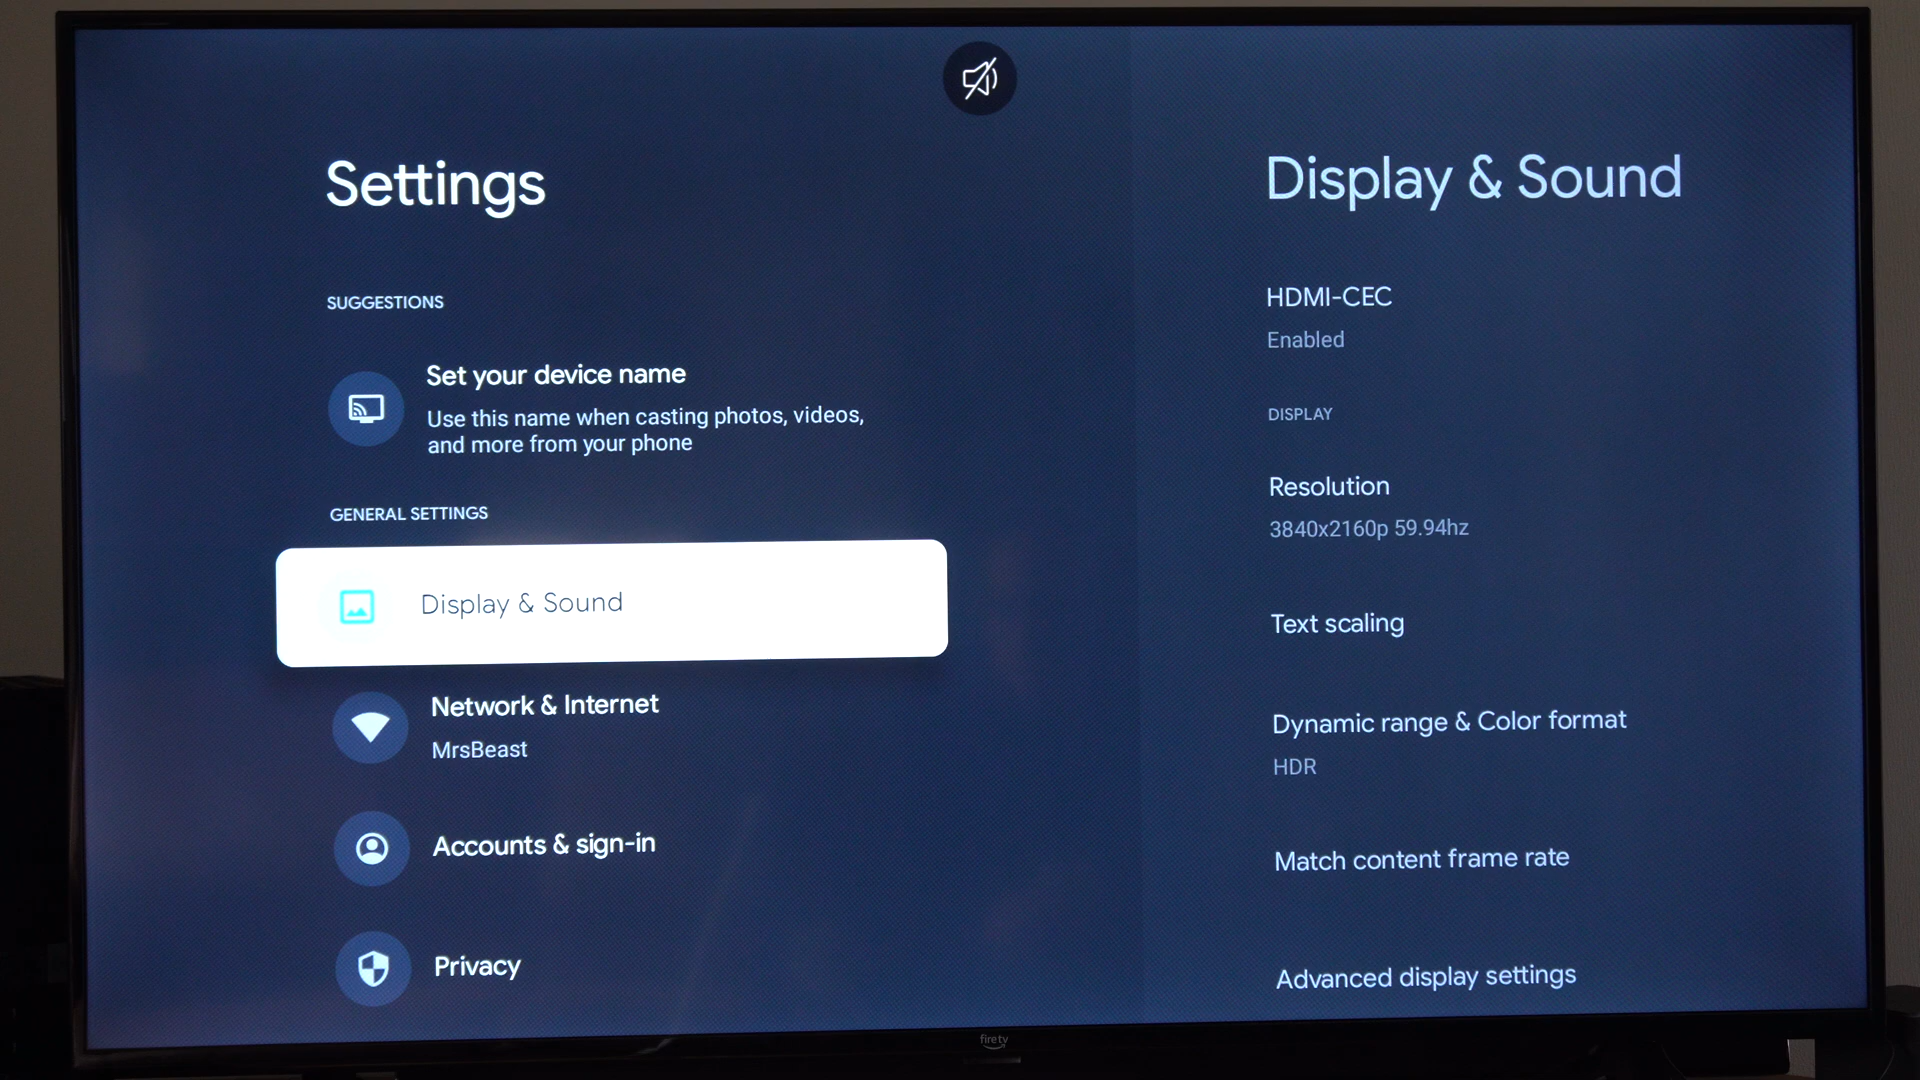 Settings
SUGGESTIONS
Set your device name
Use this name when casting photos, videos,
and more from your phone
GENERAL SETTINGS
Display & Sound
Network & Internet
MrsBeast
Accounts & sign-in
Privacy
Display & Sound
HDMI-CEC
Enabled
DISPLAY
Resolution
3840x2160p 59.94hz
Text scaling
Dynamic range & Color format
HDR
Match content frame rate
Advanced display settings
fire tv